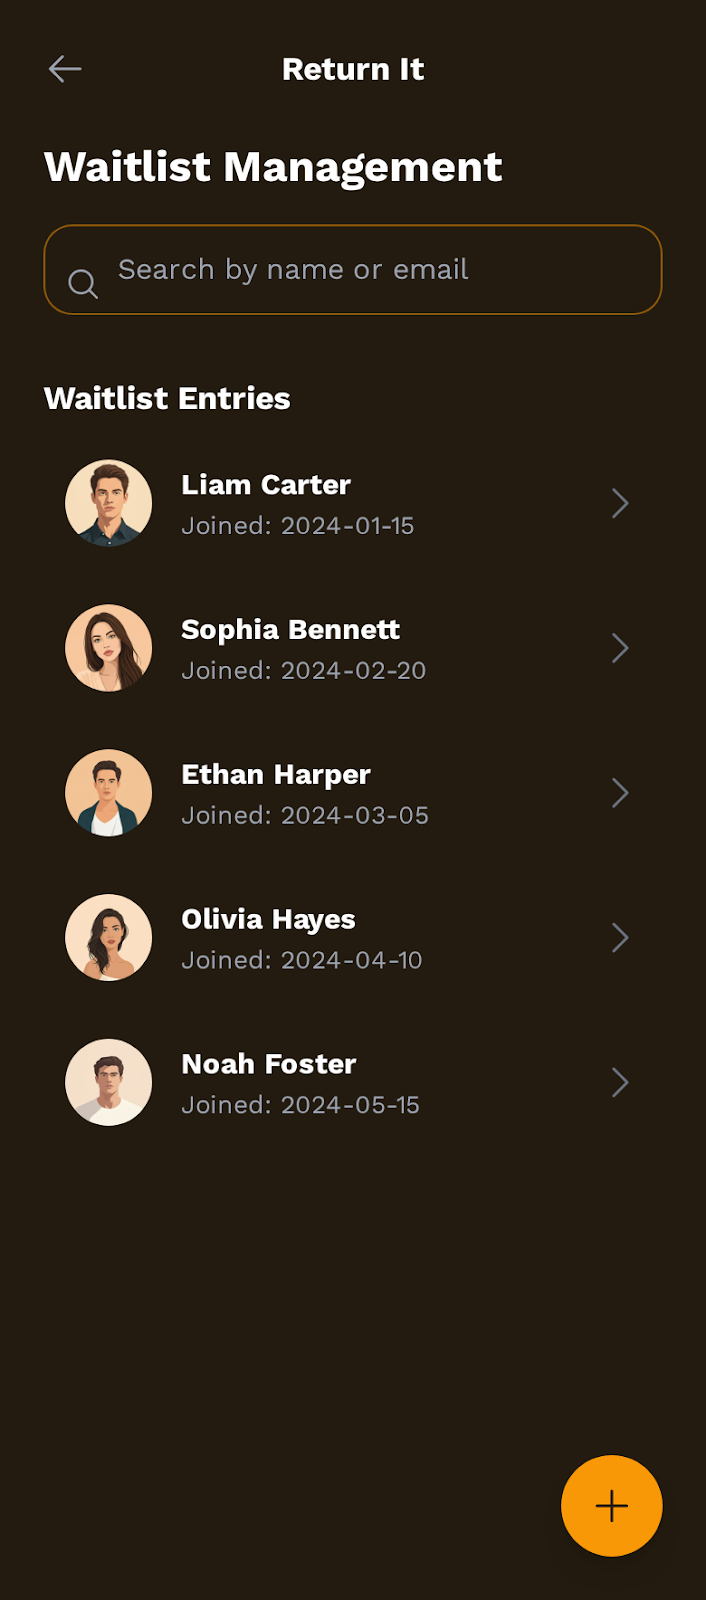 Return It
Waitlist Management
Search by name or email
Waitlist Entries
Liam Carter
Joined: 2024-01-15
Sophia Bennett
Joined: 2024-02-20
Ethan Harper
Joined: 2024-03-05
Olivia Hayes
Joined: 2024-04-10
Noah Foster
Joined: 2024-05-15